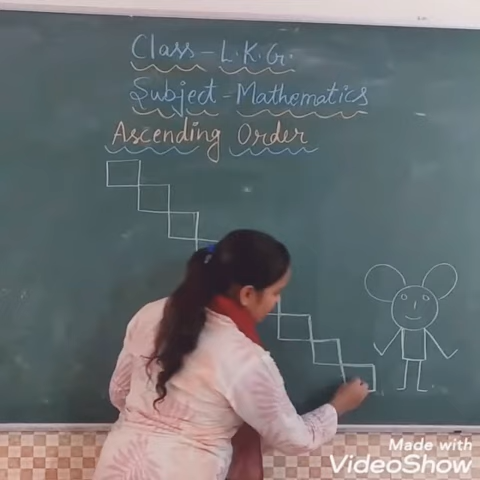 Class - L.K.G.
Subject - Mathematics
Ascending Order
Made with
VideoShow